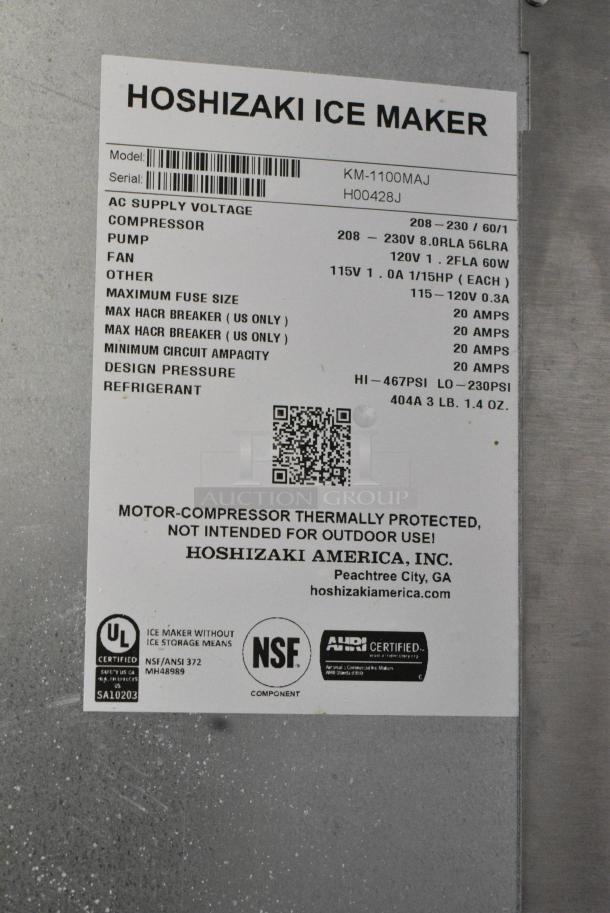 HOSHIZAKI ICE MAKER
Model: KM-1100MAJ
Serial: H00428J
AC SUPPLY VOLTAGE 208-230 / 60/1
COMPRESSOR 208 - 230V 8.0RLA 56LRA
PUMP 120V 1 . 2FLA 60W
FAN 115V 1 . 0A 1/15HP ( EACH )
OTHER 115-120V 0.3A
MAXIMUM FUSE SIZE 20 AMPS
MAX HACR BREAKER ( US ONLY ) 20 AMPS
MAX HACR BREAKER ( US ONLY ) 20 AMPS
MINIMUM CIRCUIT AMPACITY 20 AMPS
DESIGN PRESSURE HI-467PSI LO-230PSI
REFRIGERANT 404A 3 LB. 1.4 OZ.
AUCTION GROUP
MOTOR-COMPRESSOR THERMALLY PROTECTED,
NOT INTENDED FOR OUTDOOR USE!
HOSHIZAKI AMERICA, INC.
Peachtree City, GA
hoshizakiamerica.com
UL
CERTIFIED
SA10203
ICE MAKER WITHOUT
ICE STORAGE MEANS
NSF/ANSI 372
MH48989
NSF
COMPONENT
AHRI CERTIFIED